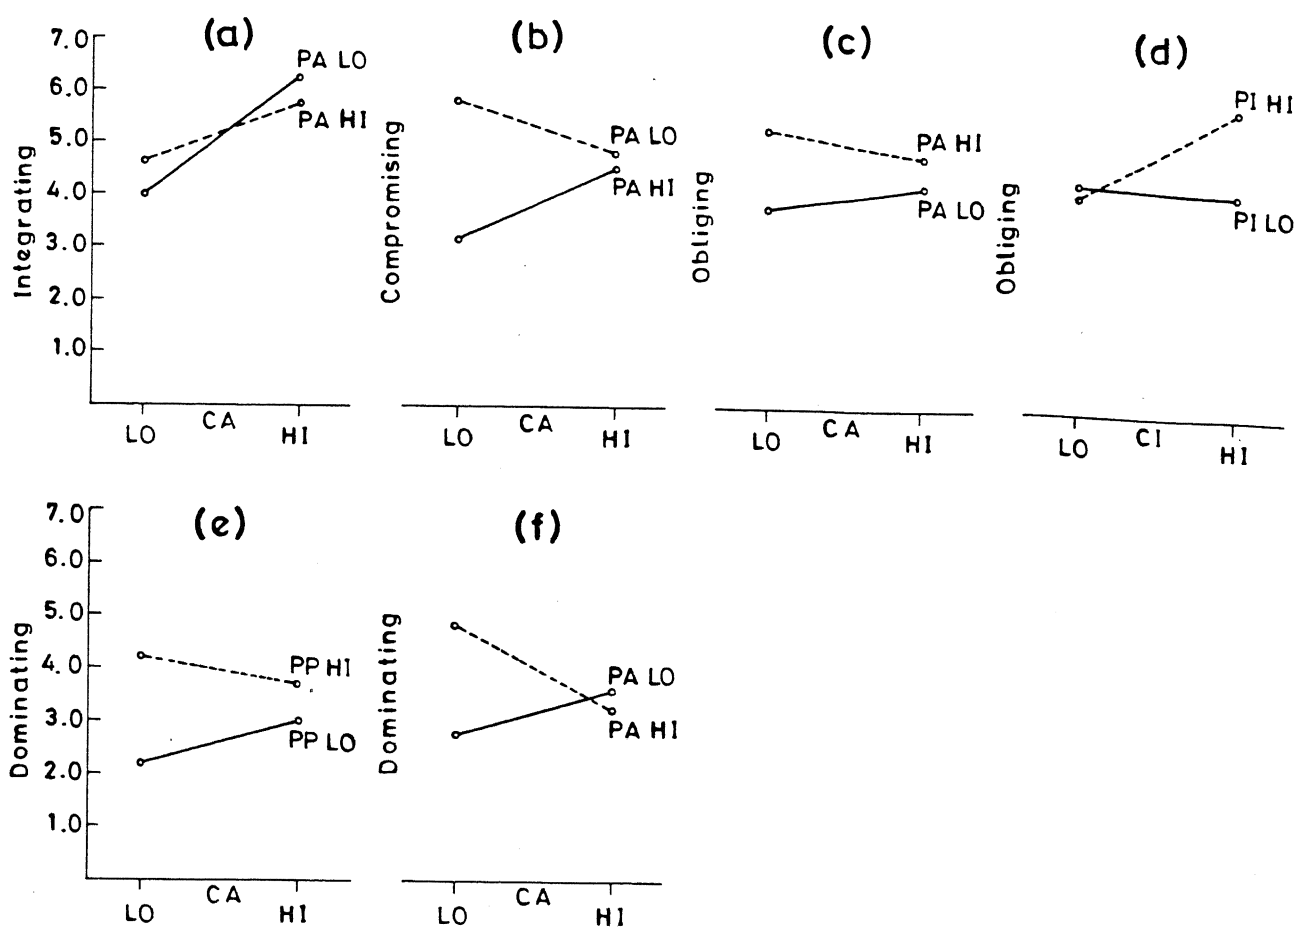 (a)
Integrating
7.0
6.0
5.0
4.0
3.0
2.0
1.0
PA LO
PA HI
LO
CA
HI
(b)
Compromising
PA LO
PA HI
LO
CA
HI
(c)
Obliging
PA HI
PA LO
LO
CA
HI
(d)
Obliging
PI HI
PI LO
LO
CI
HI
(e)
Dominating
7.0
6.0
5.0
4.0
3.0
2.0
1.0
PP HI
PP LO
LO
CA
HI
(f)
Dominating
PA LO
PA HI
LO
CA
HI